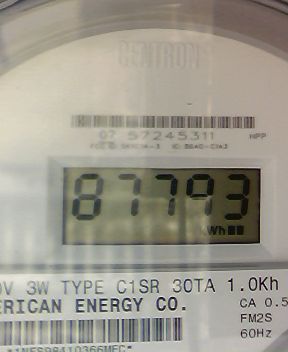 CENTRON
07 57245311 HPP
87793
kWh
0V 3W TYPE C1SR 30TA 1.0Kh
ERICAN ENERGY CO.
CA 0.5
FM2S
60Hz